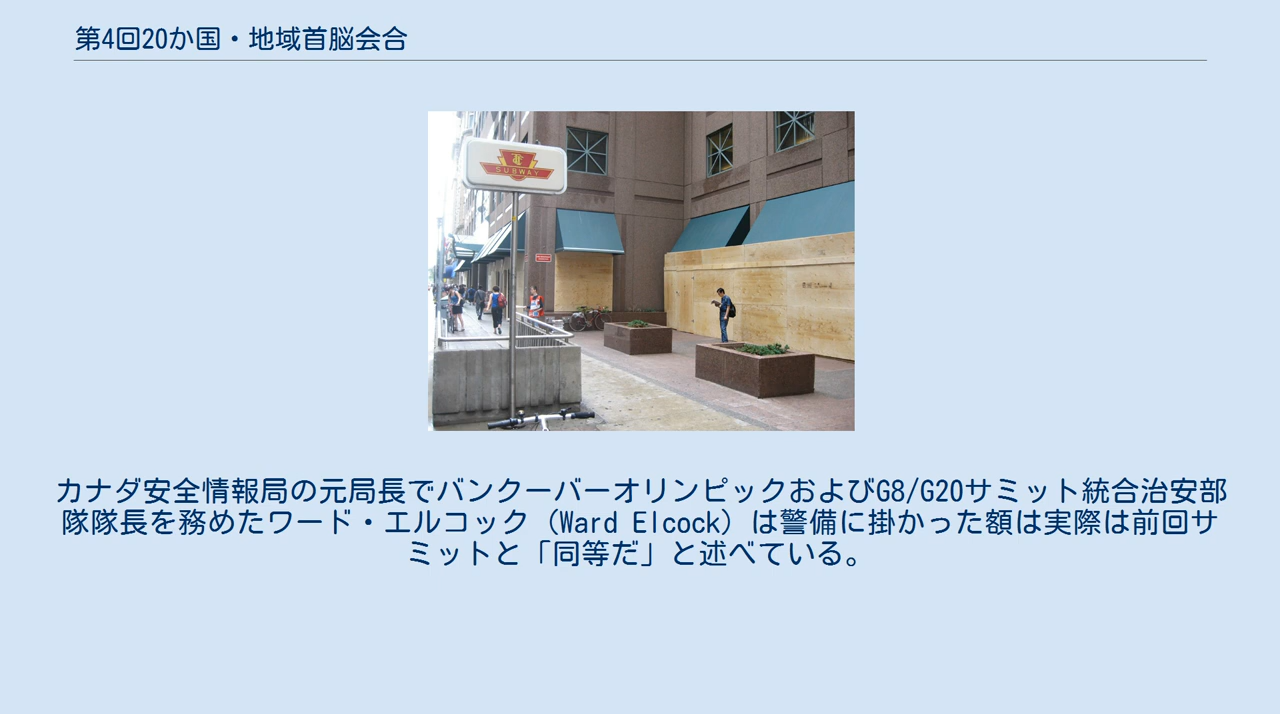 第4回20か国・地域首脳会合
SUBWAY
カナダ安全情報局の元局長でバンクーバーオリンピックおよびG8/G20サミット統合治安部
隊隊長を務めたワード・エルコック（Ward Elcock）は警備に掛かった額は実際は前回サ
ミットと「同等だ」と述べている。